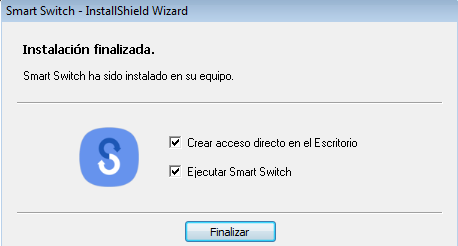 Smart Switch - InstallShield Wizard
Instalación finalizada.
Smart Switch ha sido instalado en su equipo.
Crear acceso directo en el Escritorio
Ejecutar Smart Switch
Finalizar